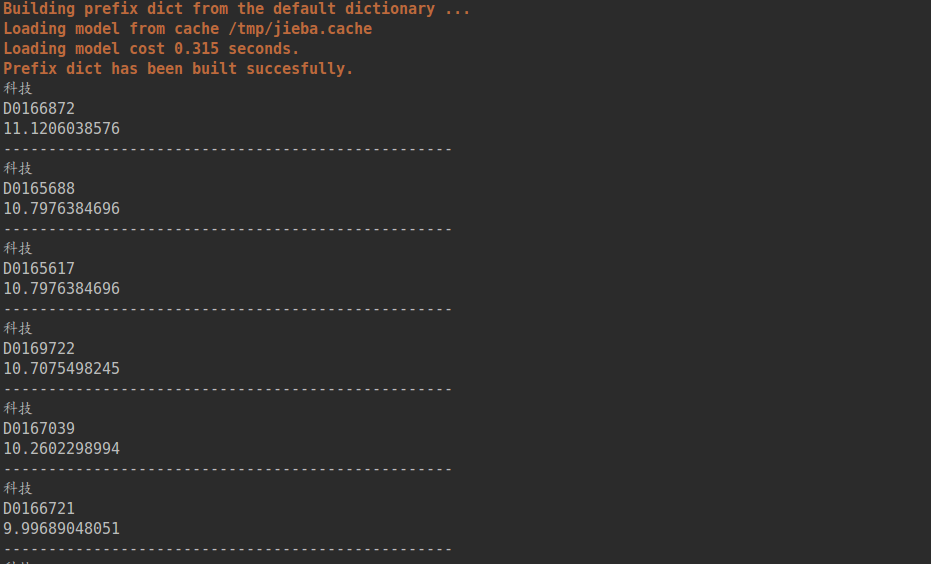 Building prefix dict from the default dictionary ...
Loading model from cache /tmp/jieba.cache
Loading model cost 0.315 seconds.
Prefix dict has been built succesfully.
科技
D0166872
11.1206038576
--------------------------------------------------
科技
D0165688
10.7976384696
--------------------------------------------------
科技
D0165617
10.7976384696
--------------------------------------------------
科技
D0169722
10.7075498245
--------------------------------------------------
科技
D0167039
10.2602298994
--------------------------------------------------
科技
D0166721
9.99689048051
--------------------------------------------------